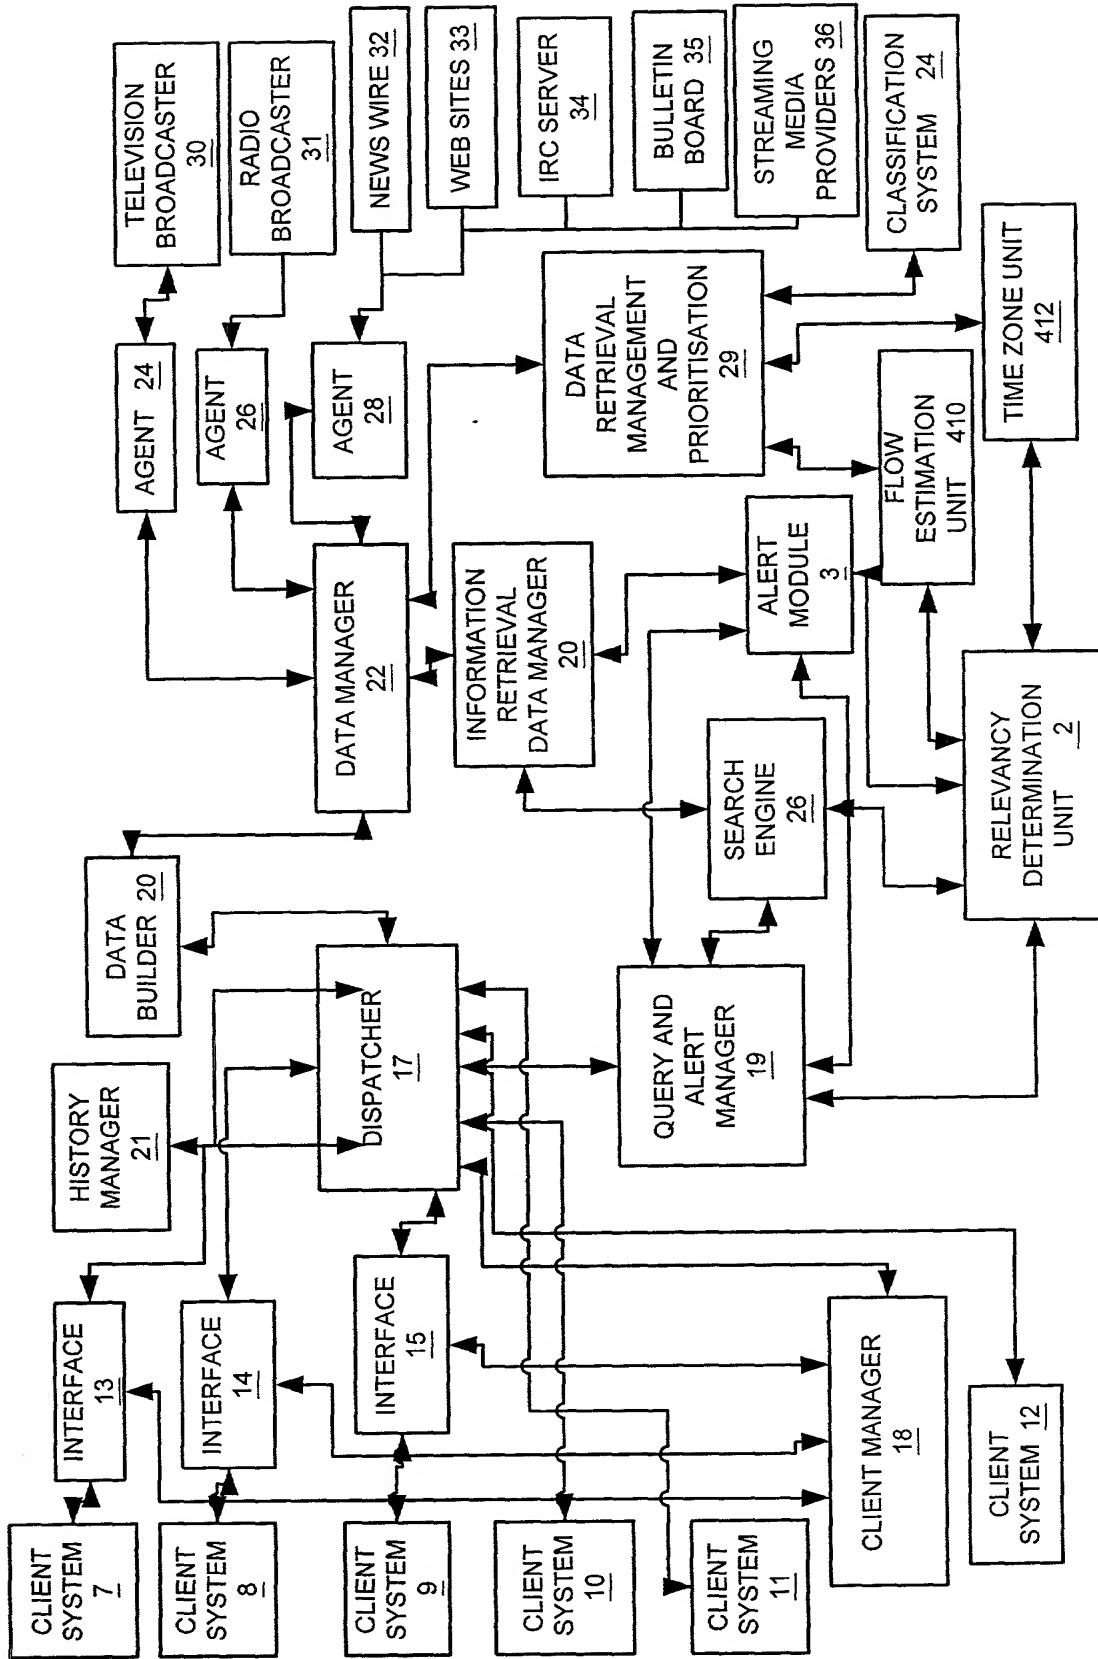 CLIENT
SYSTEM
7
CLIENT
SYSTEM
8
CLIENT
SYSTEM
9
CLIENT
SYSTEM
10
CLIENT
SYSTEM
11
CLIENT
SYSTEM 12
INTERFACE
13
INTERFACE
14
INTERFACE
15
CLIENT MANAGER
18
HISTORY
MANAGER
21
DATA
BUILDER 20
DISPATCHER
17
QUERY AND
ALERT
MANAGER
19
SEARCH
ENGINE
26
RELEVANCY
DETERMINATION
UNIT 2
DATA MANAGER
22
INFORMATION
RETRIEVAL
DATA MANAGER
20
ALERT
MODULE
3
FLOW
ESTIMATION
UNIT 410
TIME ZONE UNIT
412
DATA
RETRIEVAL
MANAGEMENT
AND
PRIORITISATION
29
AGENT 24
AGENT
26
AGENT
28
TELEVISION
BROADCASTER
30
RADIO
BROADCASTER
31
NEWS WIRE 32
WEB SITES 33
IRC SERVER
34
BULLETIN
BOARD 35
STREAMING
MEDIA
PROVIDERS 36
CLASSIFICATION
SYSTEM 24